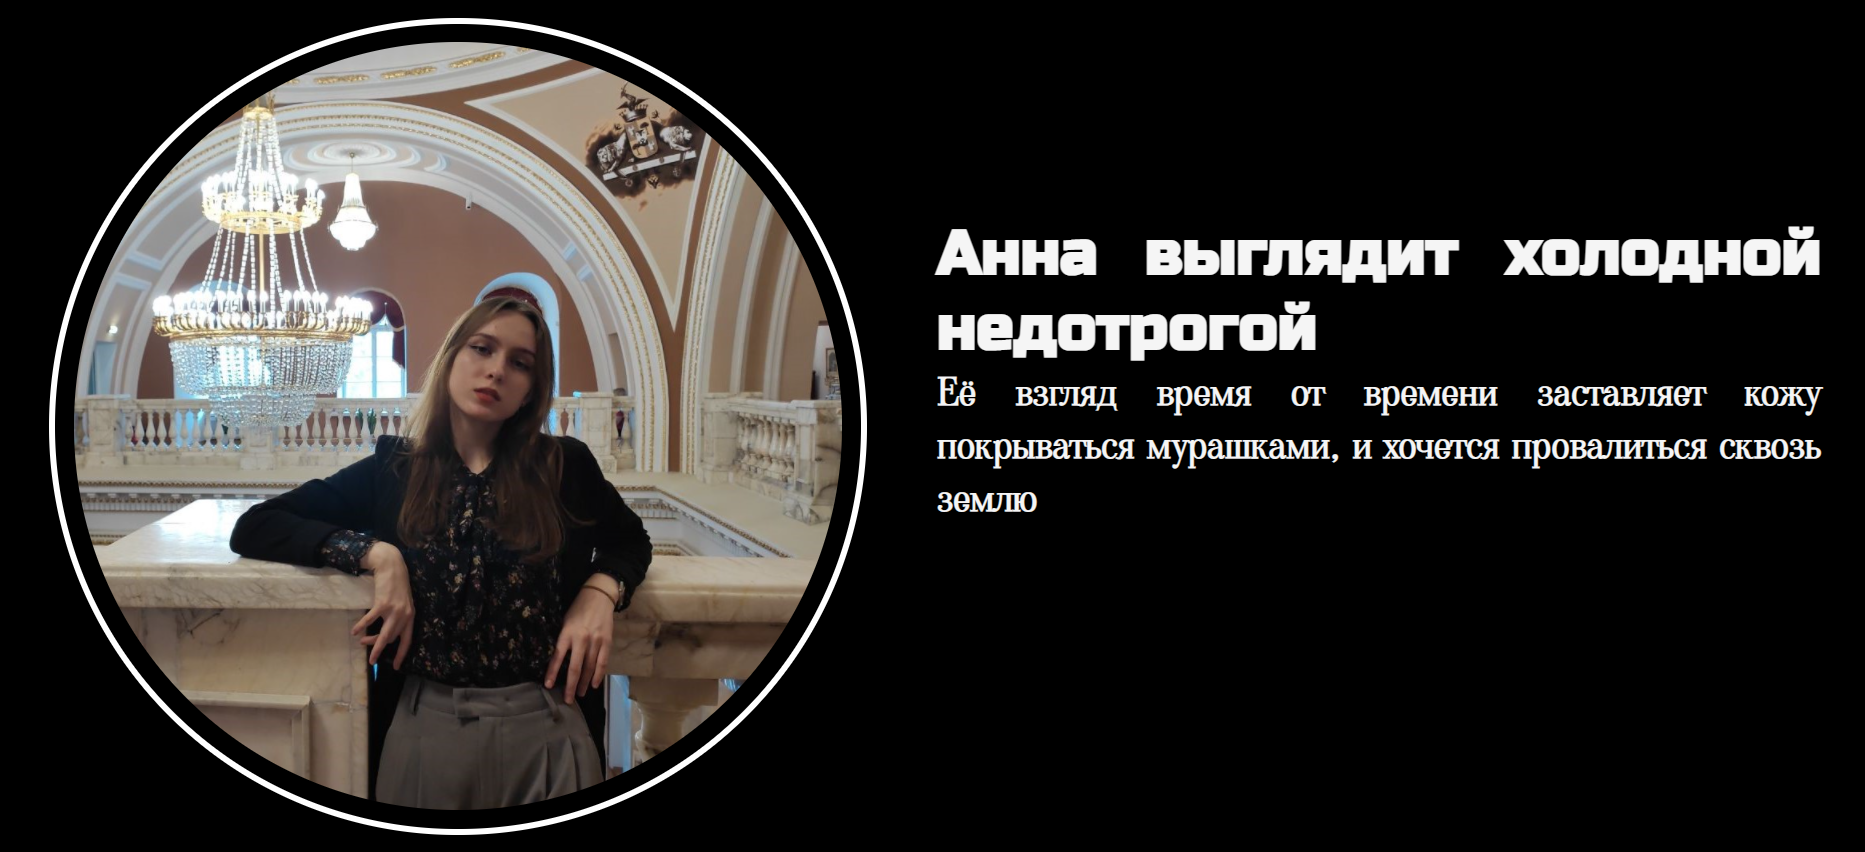 Анна выглядит холодной
недотрогой
Её взгляд время от времени заставляет кожу
покрываться мурашками, и хочется провалиться сквозь
землю